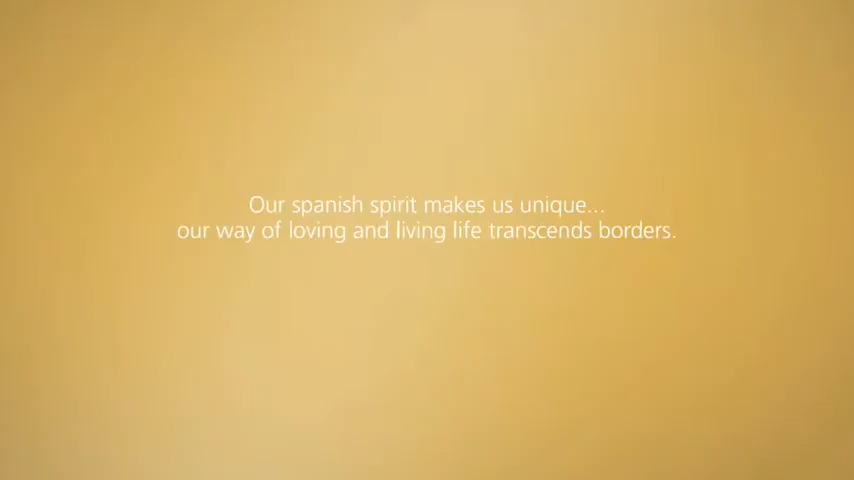 Our spanish spirit makes us unique...
our way of loving and living life transcends borders.